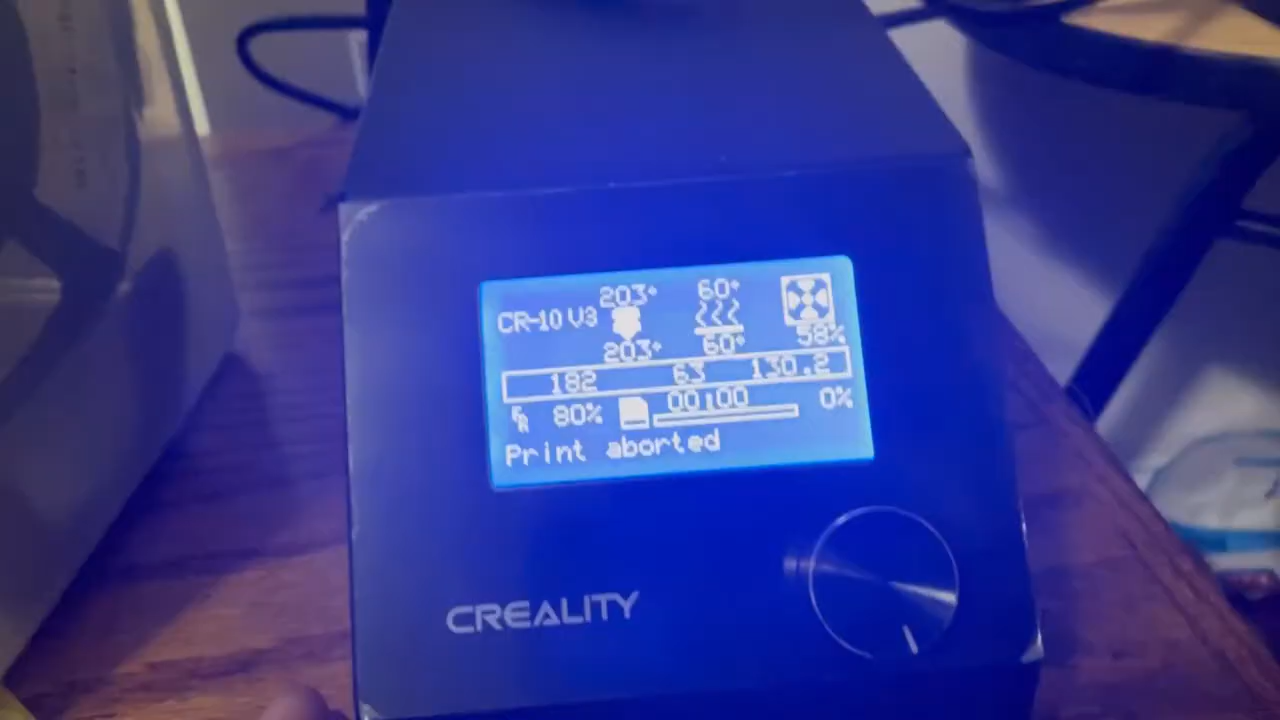 203° 60°
CR-10 V3
203° 60° 58%
182 63 130.2
FR 80% 00:00 0%
Print aborted
CREALITY